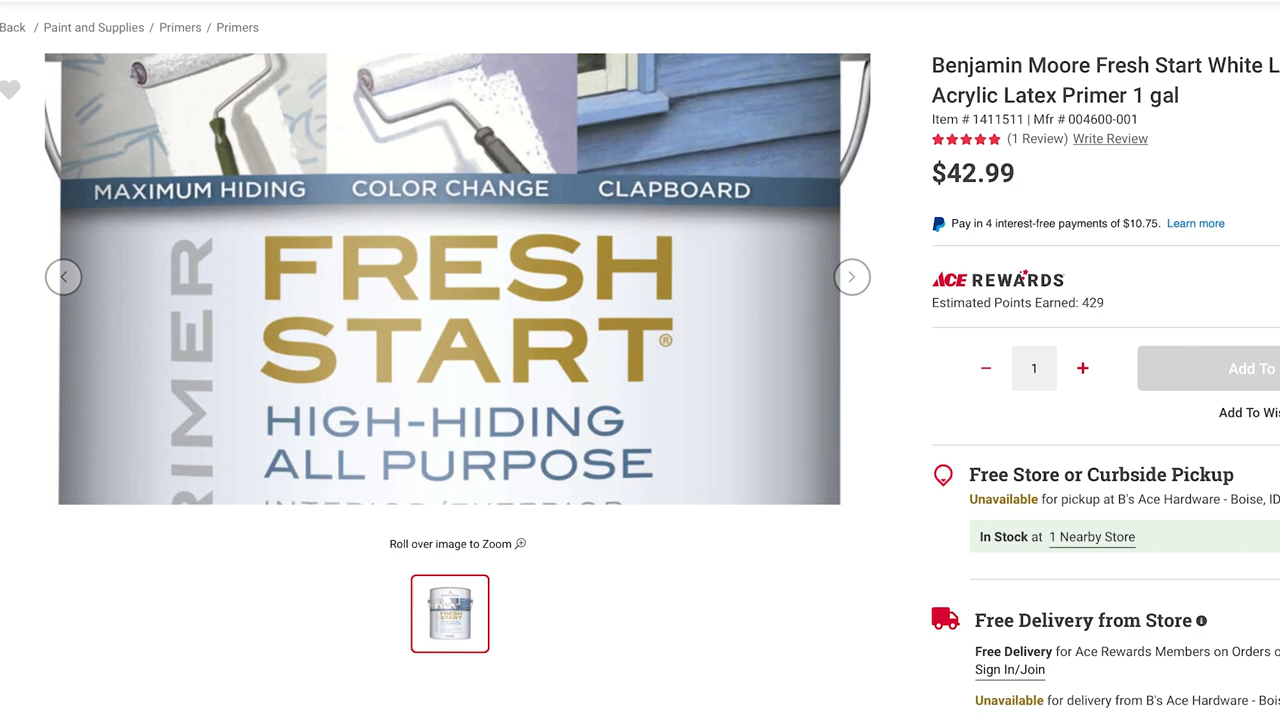 Back / Paint and Supplies / Primers / Primers
MAXIMUM HIDING COLOR CHANGE CLAPBOARD
PRIMER
FRESH
START®
HIGH-HIDING
ALL PURPOSE
INTERIOR/EXTERIOR
Roll over image to Zoom
FRESH
START
Benjamin Moore Fresh Start White L
Acrylic Latex Primer 1 gal
Item # 1411511 | Mfr # 004600-001
(1 Review) Write Review
$42.99
Pay in 4 interest-free payments of $10.75. Learn more
ACE REWARDS
Estimated Points Earned: 429
− 1 + Add To
Add To Wis
Free Store or Curbside Pickup
Unavailable for pickup at B's Ace Hardware - Boise, ID
In Stock at 1 Nearby Store
Free Delivery from Store
Free Delivery for Ace Rewards Members on Orders o
Sign In/Join
Unavailable for delivery from B's Ace Hardware - Bois